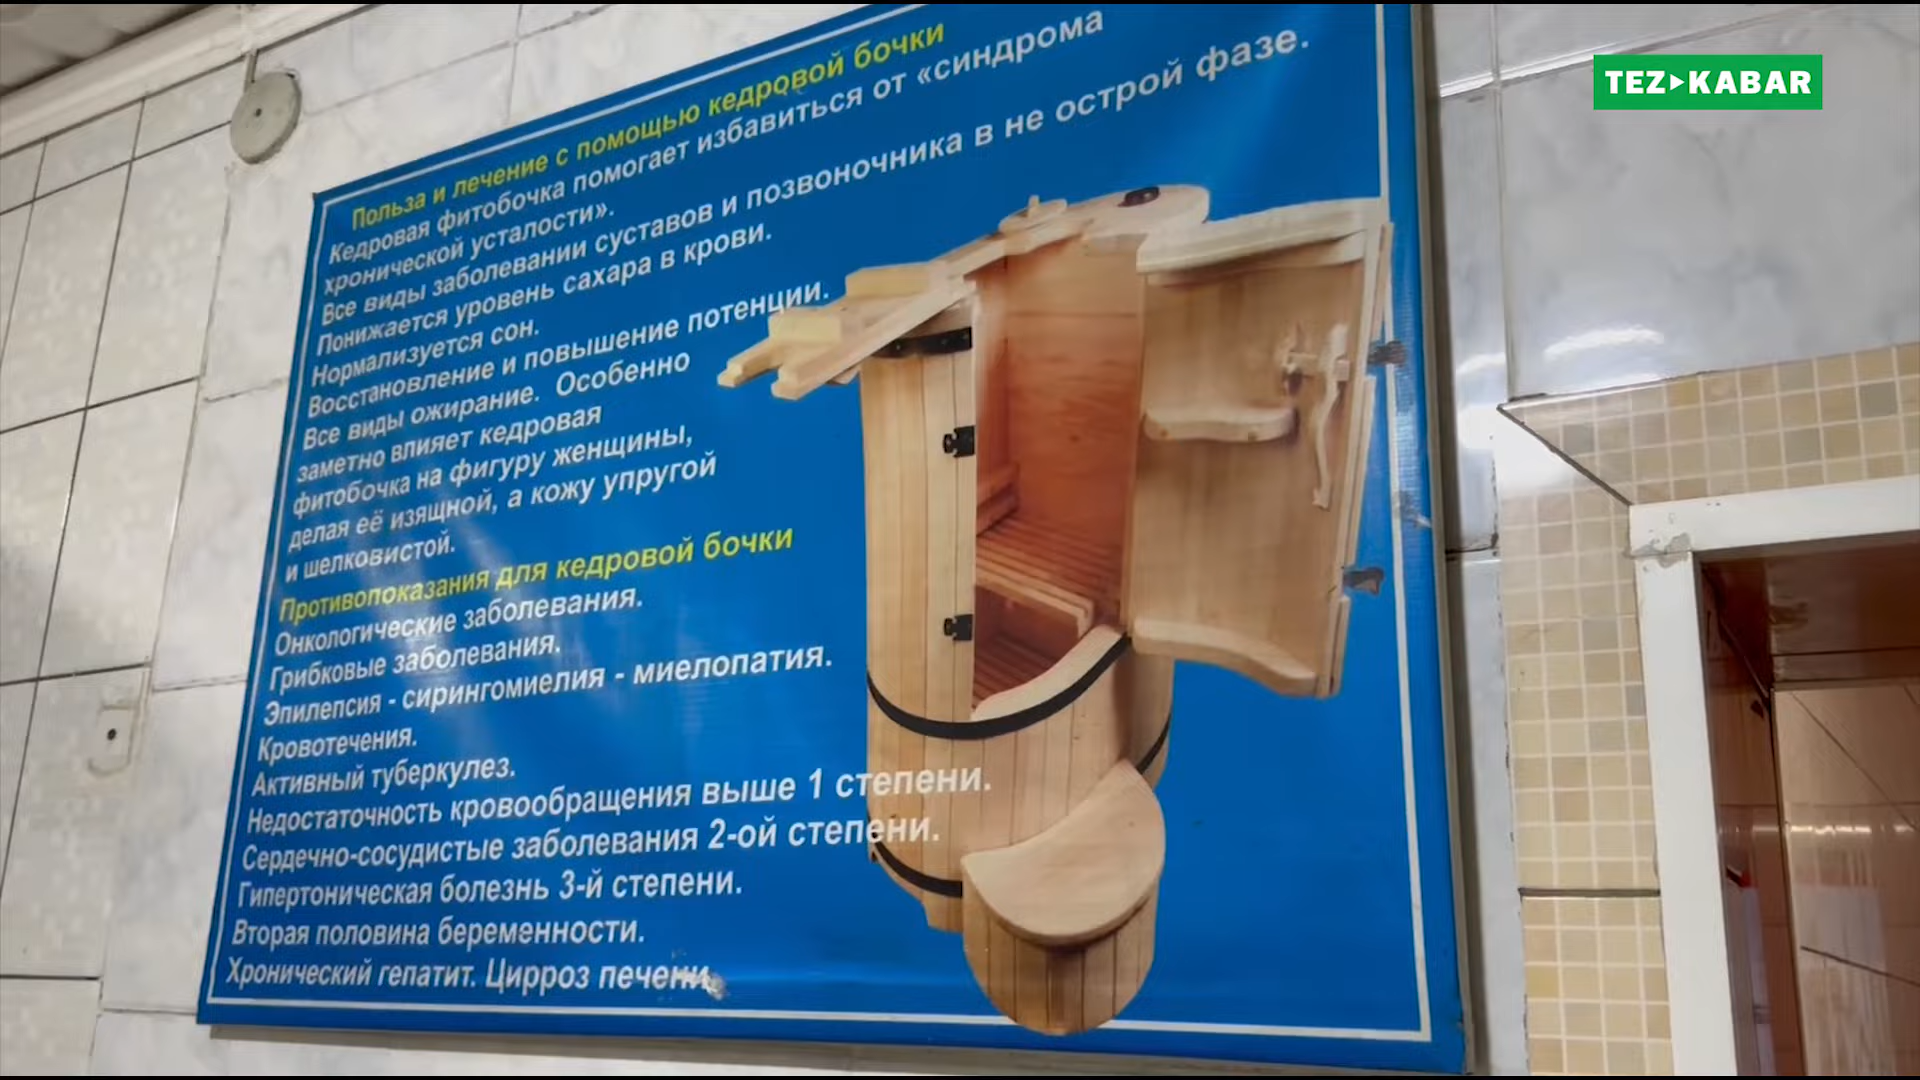 TEZ KABAR
Польза и лечение с помощью кедровой бочки
Кедровая фитобочка помогает избавиться от «синдрома
хронической усталости».
Все виды заболевании суставов и позвоночника в не острой фазе.
Понижается уровень сахара в крови.
Нормализуется сон.
Восстановление и повышение потенции.
Все виды ожирание. Особенно
заметно влияет кедровая
фитобочка на фигуру женщины,
делая её изящной, а кожу упругой
и шелковистой.
Противопоказания для кедровой бочки
Онкологические заболевания.
Грибковые заболевания.
Эпилепсия - сирингомиелия - миелопатия.
Кровотечения.
Активный туберкулез.
Недостаточность кровообращения выше 1 степени.
Сердечно-сосудистые заболевания 2-ой степени.
Гипертоническая болезнь 3-й степени.
Вторая половина беременности.
Хронический гепатит. Цирроз печени